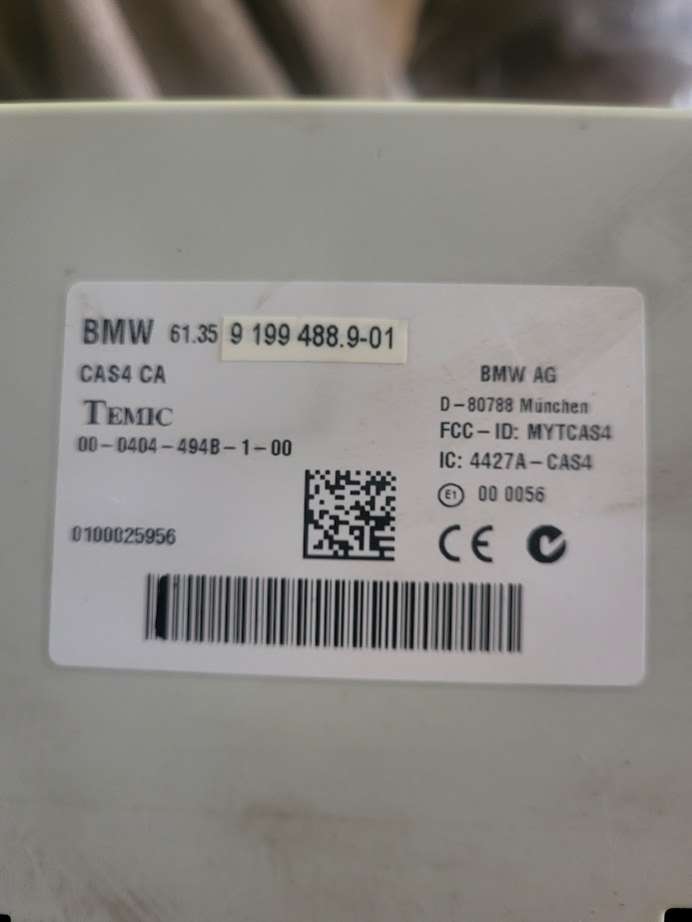 BMW 61.35 9 199 488.9-01
CAS4 CA
TEMIC
00-0404-494B-1-00
0100025956
BMW AG
D-80788 München
FCC-ID: MYTCAS4
IC: 4427A-CAS4
E1 00 0056
CE